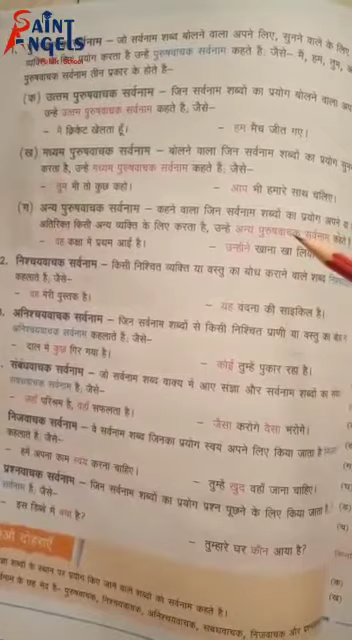 SAINT
ANGELS
सर्वनाम – जो सर्वनाम शब्द बोलने वाला अपने लिए, सुनने वाले के लिए
व्यक्ति के लिए प्रयोग करता है उन्हें पुरुषवाचक सर्वनाम कहते हैं; जैसे– मैं, हम, तुम,
पुरुषवाचक सर्वनाम तीन प्रकार के होते है–
(क) उत्तम पुरुषवाचक सर्वनाम – जिन सर्वनाम शब्दों का प्रयोग बोलने वाला
उन्हें उत्तम पुरुषवाचक सर्वनाम कहते हैं, जैसे–
– मैं क्रिकेट खेलता हूँ। – हम मैच जीत गए।
(ख) मध्यम पुरुषवाचक सर्वनाम – बोलने वाला जिन सर्वनाम शब्दों का प्रयोग
करता है, उन्हें मध्यम पुरुषवाचक सर्वनाम कहते हैं, जैसे–
– तुम भी तो कुछ कहो। – आप भी हमारे साथ चलिए।
(ग) अन्य पुरुषवाचक सर्वनाम – कहने वाला जिन सर्वनाम शब्दों का प्रयोग अपने
अतिरिक्त किसी अन्य व्यक्ति के लिए करता है, उन्हें अन्य पुरुषवाचक सर्वनाम
– वह कक्षा में प्रथम आई है। – उन्होंने खाना खा
2. निश्चयवाचक सर्वनाम – किसी निश्चित व्यक्ति या वस्तु का बोध कराने वाले शब्द
कहलाते हैं, जैसे–
– वह मेरी पुस्तक है। – यह वंदना की साइकिल है।
अनिश्चयवाचक सर्वनाम – जिन सर्वनाम शब्दों से किसी निश्चित प्राणी या वस्तु का बोध
अनिश्चयवाचक सर्वनाम कहलाते हैं, जैसे–
– दाल में कुछ गिर गया है। – कोई तुम्हें पुकार रहा है।
संबंधवाचक सर्वनाम – जो सर्वनाम शब्द वाक्य में आए संज्ञा और सर्वनाम शब्दों का
संबंधवाचक सर्वनाम हैं; जैसे–
– जहाँ परिश्रम है, वहाँ सफलता है। – जैसा करोगे वैसा भरोगे।
निजवाचक सर्वनाम – वे सर्वनाम शब्द जिनका प्रयोग स्वयं अपने लिए किया जाता है
कहलाते हैं, जैसे–
– हमें अपना काम स्वयं करना चाहिए। – तुम्हें खुद वहाँ जाना चाहिए।
प्रश्नवाचक सर्वनाम – जिन सर्वनाम शब्दों का प्रयोग प्रश्न पूछने के लिए किया जाता है
सर्वनाम हैं, जैसे–
– इस डिब्बे में क्या है? – तुम्हारे घर कौन आया है?
दोहराएँ
शब्दों के स्थान पर प्रयोग किए जाने वाले शब्दों को सर्वनाम कहते हैं।
के छह भेद हैं– पुरुषवाचक, निश्चयवाचक, अनिश्चयवाचक, संबंधवाचक, निजवाचक और